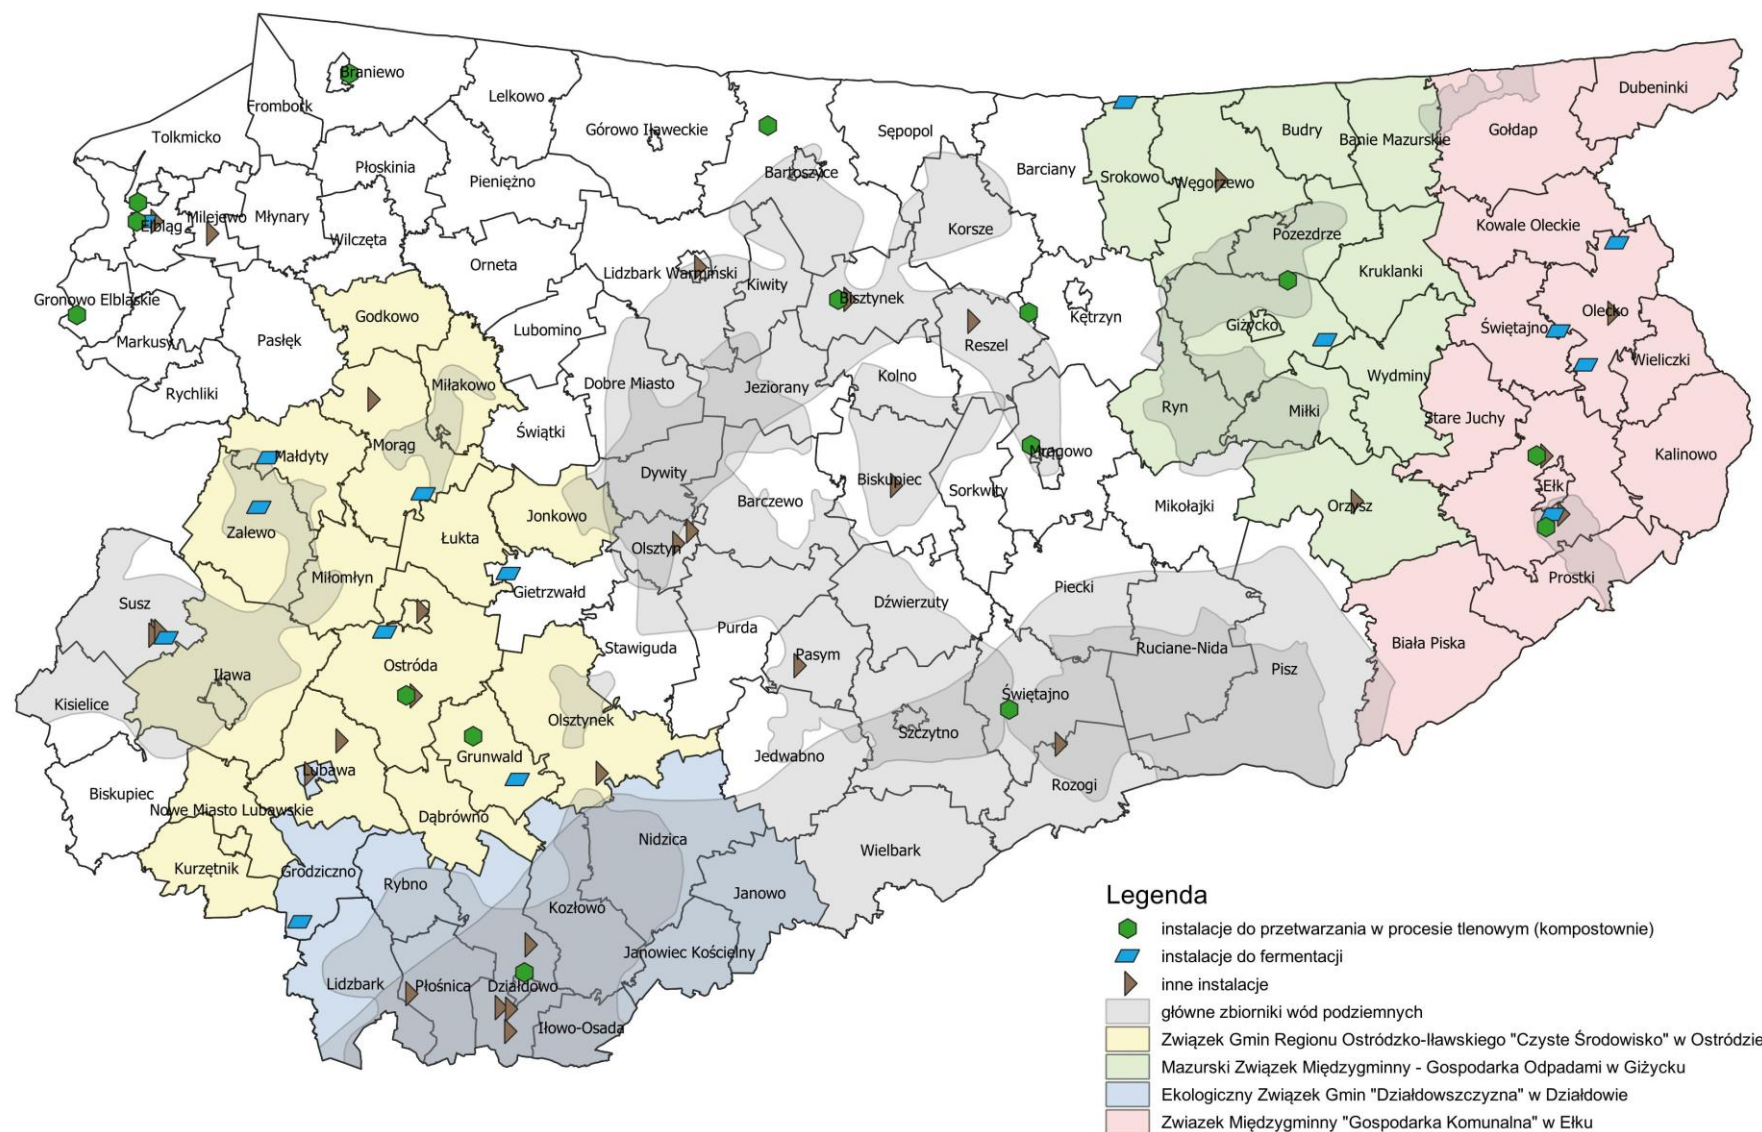 Braniewo
Dubeninki
Lelkowo
Frombork
Górowo Iławeckie
Sępopol
Budry
Gołdap
Tolkmicko
Banie Mazurskie
Płoskinia
Bartoszyce
Barciany
Srokowo
Węgorzewo
Pieniężno
Milejewo
Młynary
Elbląg
Kowale Oleckie
Korsze
Pozezdrze
Wilczęta
Orneta
Lidzbark Warmiński
Kiwity
Kruklanki
Gronowo Elbląskie
Bisztynek
Godkowo
Kętrzyn
Olecko
Lubomino
Giżycko
Świętajno
Markusy
Pasłęk
Reszel
Wieliczki
Rychliki
Miłakowo
Dobre Miasto
Jeziorany
Kolno
Wydminy
Ryn
Miłki
Stare Juchy
Świątki
Morąg
Małdyty
Mrągowo
Kalinowo
Dywity
Biskupiec
Ełk
Sorkwity
Barczewo
Mikołajki
Orzysz
Jonkowo
Zalewo
Łukta
Olsztyn
Miłomłyn
Prostki
Gietrzwałd
Piecki
Susz
Dźwierzuty
Purda
Stawiguda
Ruciane-Nida
Biała Piska
Pasym
Ostróda
Pisz
Iława
Świętajno
Kisielice
Olsztynek
Szczytno
Grunwald
Jedwabno
Lubawa
Rozogi
Biskupiec
Nowe Miasto Lubawskie
Dąbrówno
Nidzica
Wielbark
Kurzętnik
Grodziczno
Rybno
Janowo
Kozłowo
Janowiec Kościelny
Lidzbark
Płośnica
Działdowo
Iłowo-Osada
Legenda
instalacje do przetwarzania w procesie tlenowym (kompostownie)
instalacje do fermentacji
inne instalacje
główne zbiorniki wód podziemnych
Związek Gmin Regionu Ostródzko-Iławskiego "Czyste Środowisko" w Ostródzie
Mazurski Związek Międzygminny - Gospodarka Odpadami w Giżycku
Ekologiczny Związek Gmin "Działdowszczyzna" w Działdowie
Zwiazek Międzygminny "Gospodarka Komunalna" w Ełku